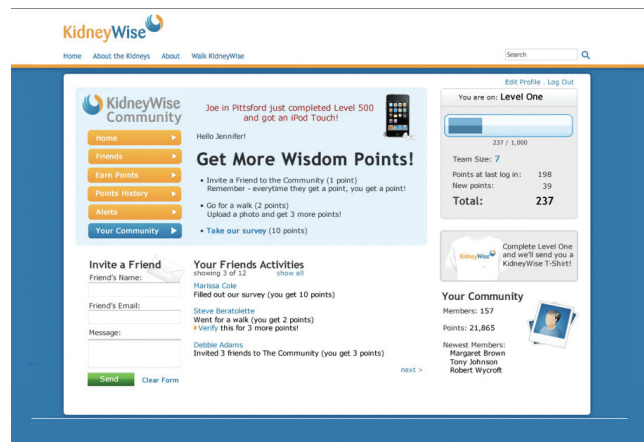 KidneyWise
Home About the Kidneys About Walk KidneyWise
Search
Edit Profile . Log Out
KidneyWise
Community
Home
Friends
Earn Points
Points History
Alerts
Your Community
Joe in Pittsford just completed Level 500
and got an iPod Touch!
Hello Jennifer!
Get More Wisdom Points!
• Invite a Friend to the Community (1 point)
Remember - everytime they get a point, you get a point!
• Go for a walk (2 points)
Upload a photo and get 3 more points!
• Take our survey (10 points)
You are on: Level One
237 / 1,000
Team Size: 7
Points at last log in: 198
New points: 39
Total: 237
KidneyWise
Complete Level One
and we'll send you a
KidneyWise T-Shirt!
Invite a Friend
Friend's Name:
Friend's Email:
Message:
Send Clear Form
Your Friends Activities
showing 3 of 12 show all
Marissa Cole
Filled out our survey (you get 10 points)
Steve Beratolette
Went for a walk (you get 2 points)
Verify this for 3 more points!
Debbie Adams
Invited 3 friends to The Community (you get 3 points)
next >
Your Community
Members: 157
Points: 21,865
Newest Members:
Margaret Brown
Tony Johnson
Robert Wycroft